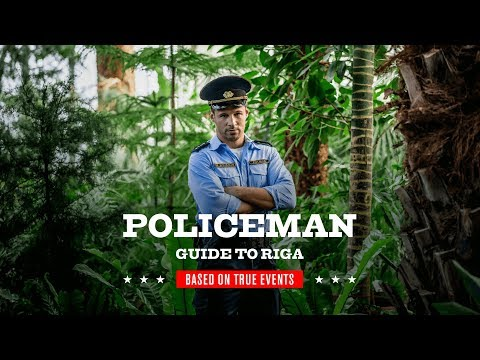 POLICEMAN
GUIDE TO RIGA
BASED ON TRUE EVENTS